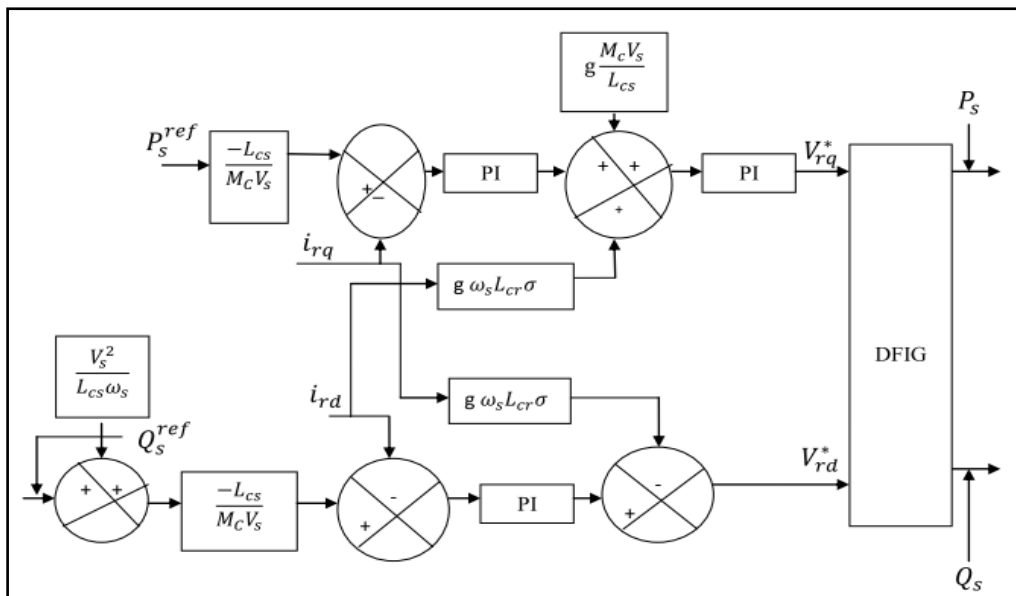 g M_c V_s / L_cs
P_s^ref
-L_cs / M_C V_s
+
−
PI
+ +
+
PI
V_rq^*
P_s
i_rq
g ω_s L_cr σ
DFIG
V_s^2 / L_cs ω_s
i_rd
g ω_s L_cr σ
Q_s^ref
+ +
-L_cs / M_C V_s
-
+
PI
-
+
V_rd^*
Q_s